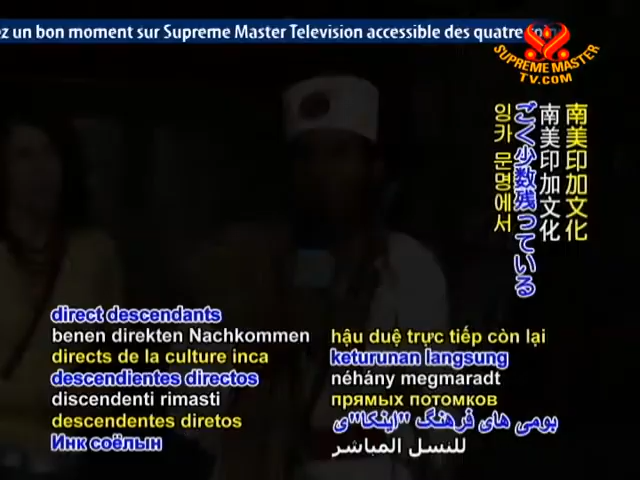 z un bon moment sur Supreme Master Television accessible des quatre coin
SUPREME MASTER
TV.COM
南美印加文化
南美印加文化
ごく少数残っている
잉카 문명에서
direct descendants
benen direkten Nachkommen
directs de la culture inca
descendientes directos
discendenti rimasti
descendentes diretos
Инк соёлын
hậu duệ trực tiếp còn lại
keturunan langsung
néhány megmaradt
прямых потомков
بومی های فرهنگ "اینکا"ی
للنسل المباشر